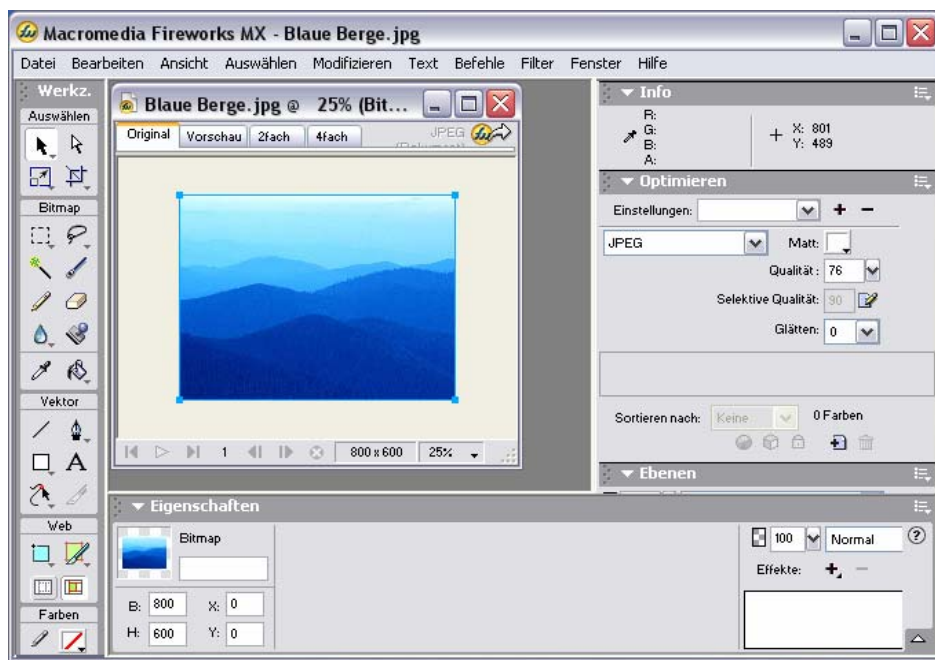 Macromedia Fireworks MX - Blaue Berge.jpg
Datei Bearbeiten Ansicht Auswählen Modifizieren Text Befehle Filter Fenster Hilfe
Werkz.
Auswählen
Bitmap
Vektor
Web
Farben
Blaue Berge.jpg @ 25% (Bit...
Original Vorschau 2fach 4fach JPEG
1 800 x 600 25%
Info
R:
G:
B:
A:
X: 801
Y: 489
Optimieren
Einstellungen:
JPEG Matt:
Qualität: 76
Selektive Qualität: 90
Glätten: 0
Sortieren nach: Keine 0 Farben
Ebenen
Eigenschaften
Bitmap
B: 800 X: 0
H: 600 Y: 0
100 Normal
Effekte: